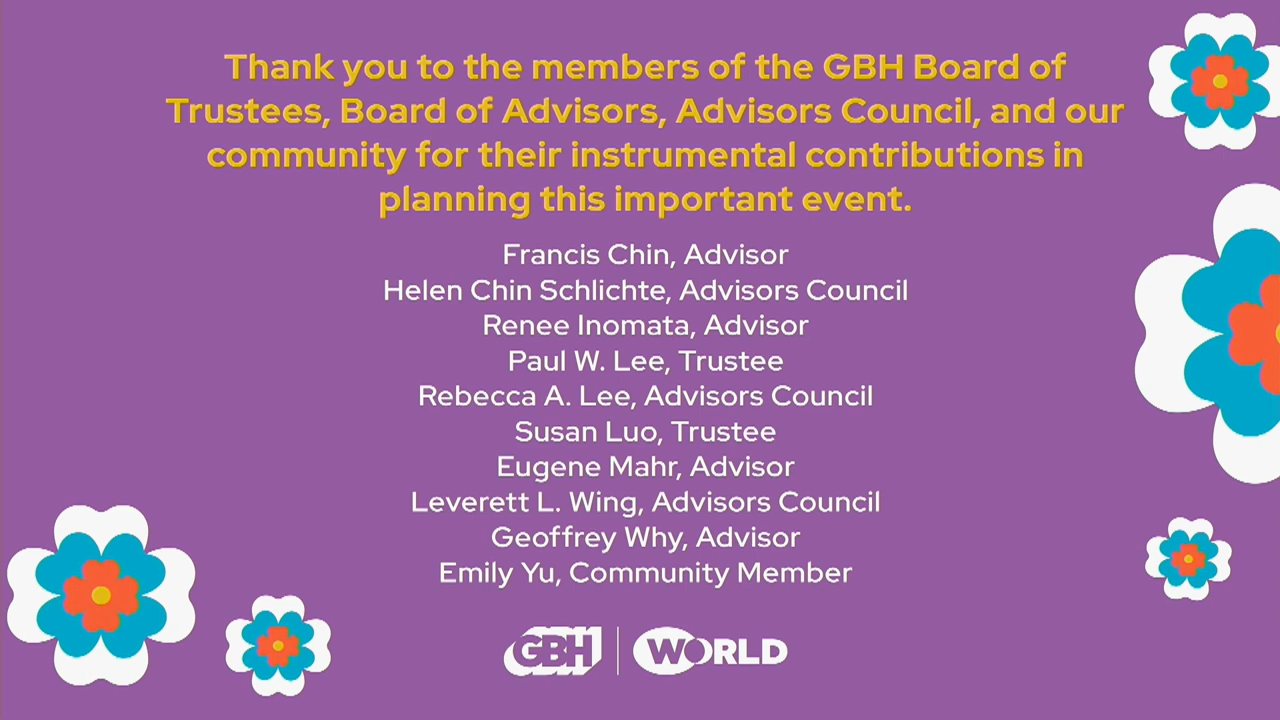 Thank you to the members of the GBH Board of
Trustees, Board of Advisors, Advisors Council, and our
community for their instrumental contributions in
planning this important event.
Francis Chin, Advisor
Helen Chin Schlichte, Advisors Council
Renee Inomata, Advisor
Paul W. Lee, Trustee
Rebecca A. Lee, Advisors Council
Susan Luo, Trustee
Eugene Mahr, Advisor
Leverett L. Wing, Advisors Council
Geoffrey Why, Advisor
Emily Yu, Community Member
GBH | WORLD